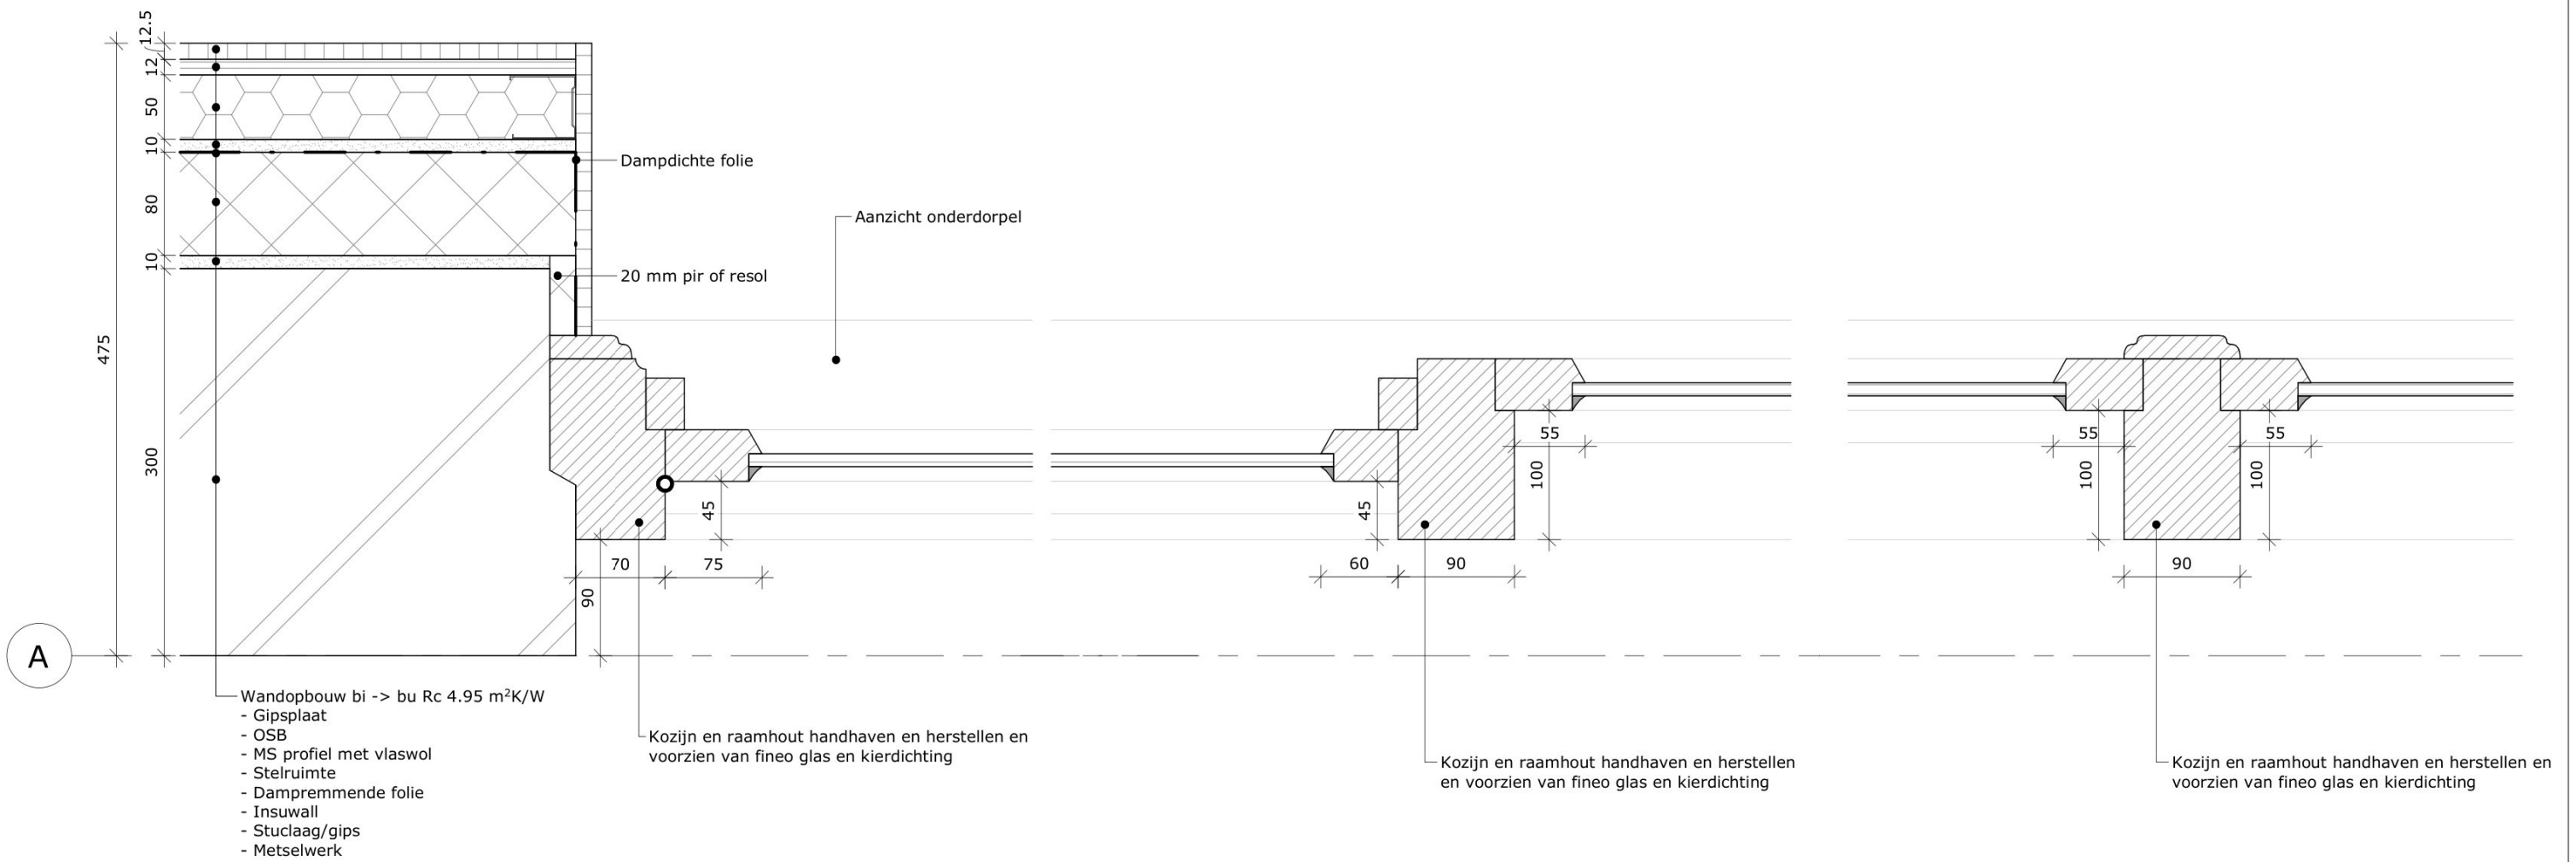 12.5
12
50
10
80
10
300
475
Dampdichte folie
20 mm pir of resol
Aanzicht onderdorpel
45
70
75
90
45
60
90
55
100
55
100
55
100
90
A
Wandopbouw bi -> bu Rc 4.95 m²K/W
- Gipsplaat
- OSB
- MS profiel met vlaswol
- Stelruimte
- Dampremmende folie
- Insuwall
- Stuclaag/gips
- Metselwerk
Kozijn en raamhout handhaven en herstellen en
voorzien van fineo glas en kierdichting
Kozijn en raamhout handhaven en herstellen
en voorzien van fineo glas en kierdichting
Kozijn en raamhout handhaven en herstellen en
voorzien van fineo glas en kierdichting